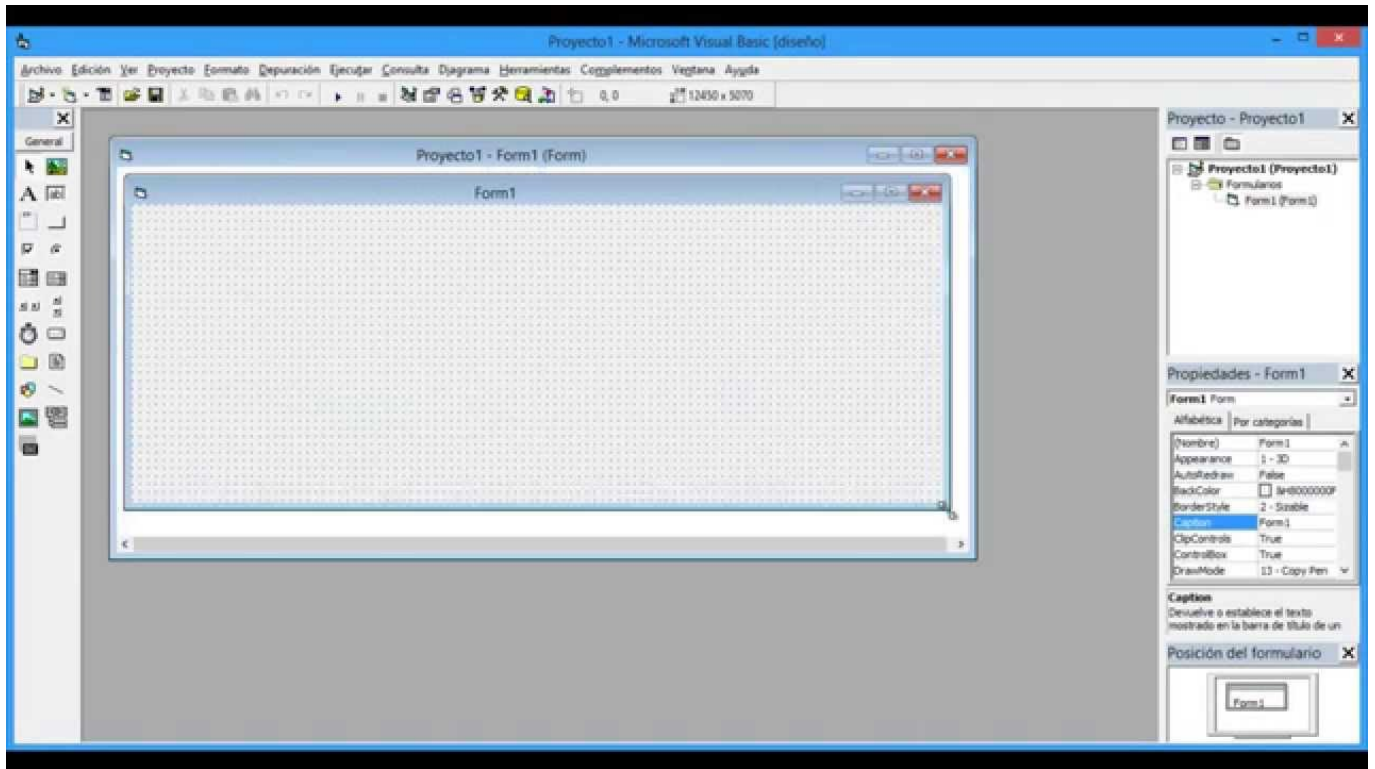 Proyecto1 - Microsoft Visual Basic [diseño]
Archivo Edición Ver Proyecto Formato Depuración Ejecutar Consulta Diagrama Herramientas Complementos Ventana Ayuda
0, 0 12450 x 5070
General
A abl
Proyecto1 - Form1 (Form)
Form1
Proyecto - Proyecto1
Proyecto1 (Proyecto1)
Formularios
Form1 (Form1)
Propiedades - Form1
Form1 Form
Alfabética Por categorías
(Nombre) Form1
Appearance 1 - 3D
AutoRedraw False
BackColor &H8000000F
BorderStyle 2 - Sizable
Caption Form1
ClipControls True
ControlBox True
DrawMode 13 - Copy Pen
Caption
Devuelve o establece el texto
mostrado en la barra de título de un
Posición del formulario
Form1